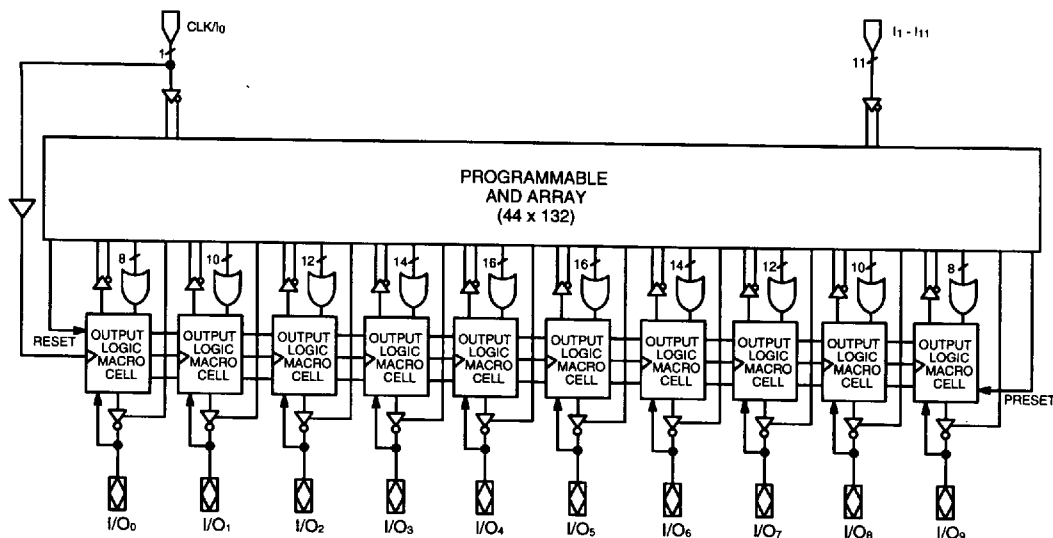 CLK/I0
I1 - I11
1
11
PROGRAMMABLE
AND ARRAY
(44 x 132)
8
10
12
14
16
16
14
12
10
8
RESET
OUTPUT
LOGIC
MACRO
CELL
OUTPUT
LOGIC
MACRO
CELL
OUTPUT
LOGIC
MACRO
CELL
OUTPUT
LOGIC
MACRO
CELL
OUTPUT
LOGIC
MACRO
CELL
OUTPUT
LOGIC
MACRO
CELL
OUTPUT
LOGIC
MACRO
CELL
OUTPUT
LOGIC
MACRO
CELL
OUTPUT
LOGIC
MACRO
CELL
OUTPUT
LOGIC
MACRO
CELL
PRESET
I/O0
I/O1
I/O2
I/O3
I/O4
I/O5
I/O6
I/O7
I/O8
I/O9